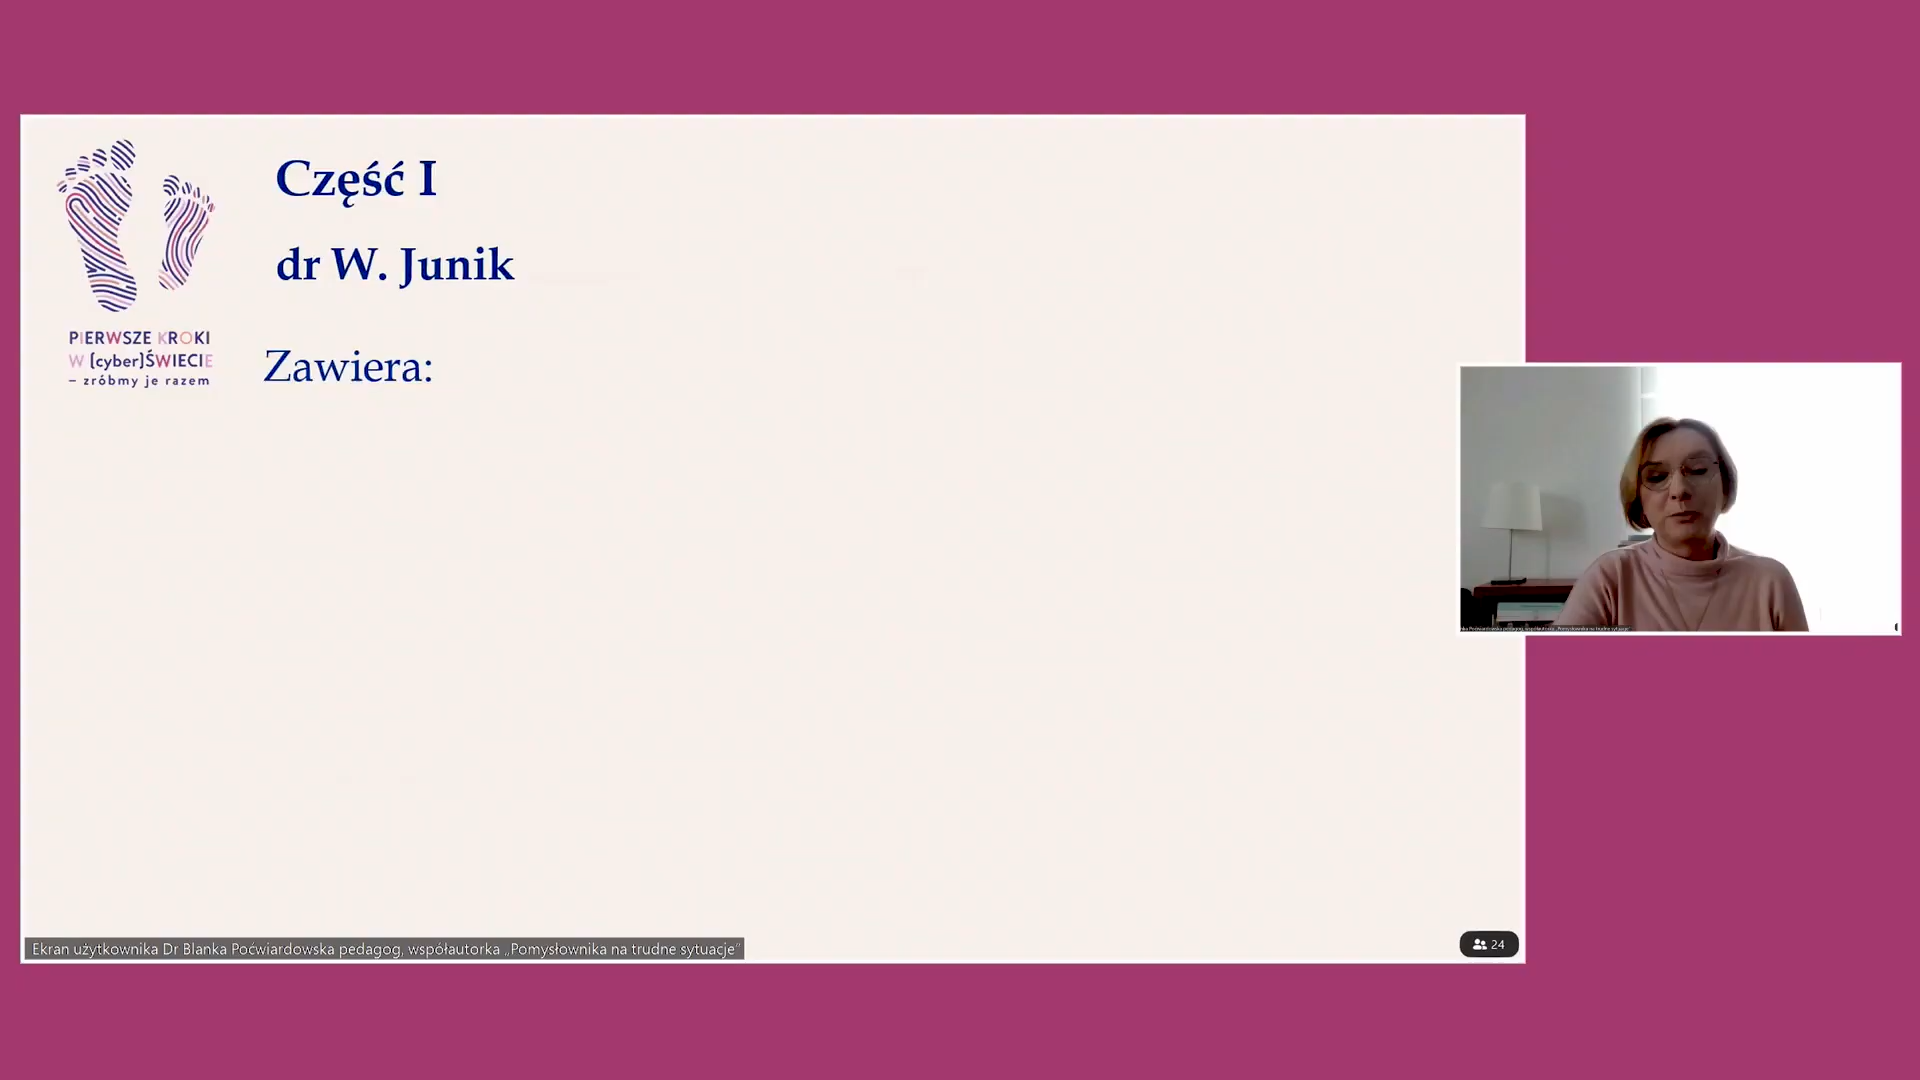 Część I
dr W. Junik
PIERWSZE KROKI
W [cyber]ŚWIECIE
– zróbmy je razem
Zawiera:
Ekran użytkownika Dr Blanka Poćwiardowska pedagog, współautorka „Pomysłownika na trudne sytuacje”
24